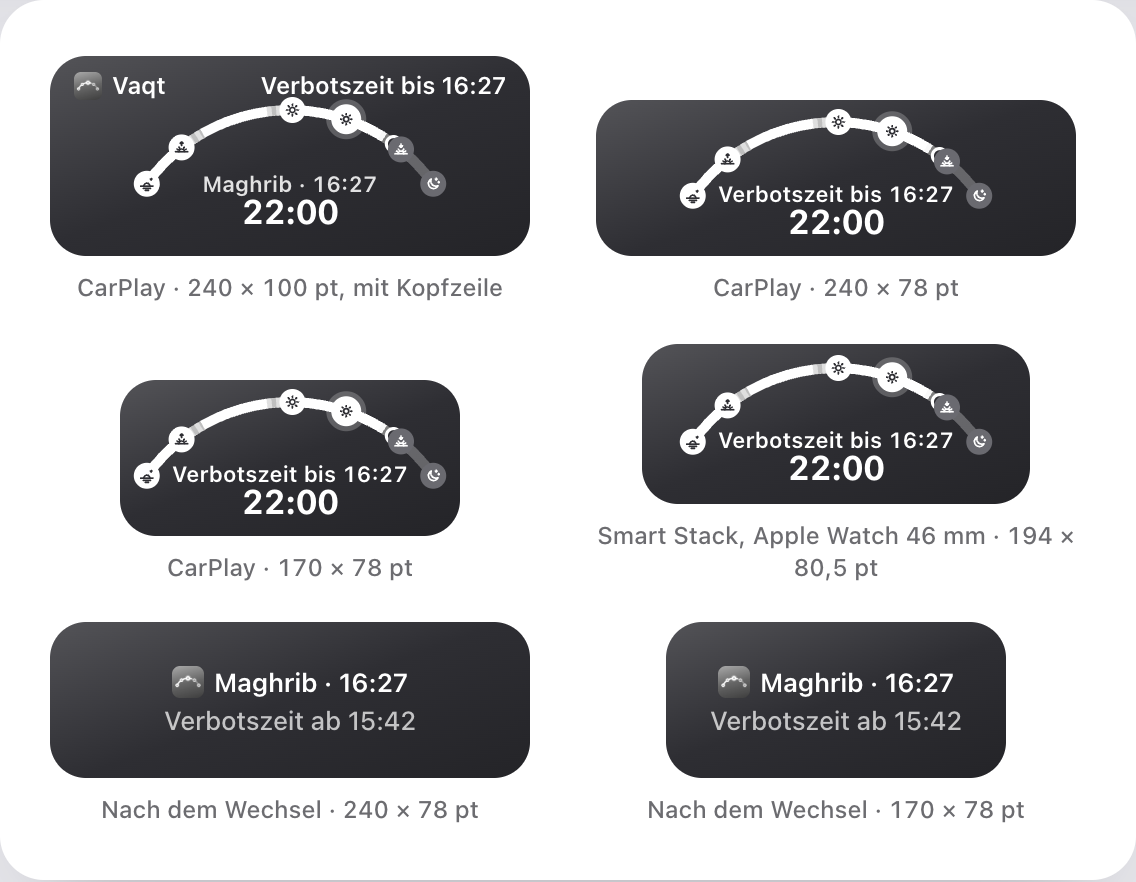 Vaqt
Verbotszeit bis 16:27
Maghrib · 16:27
22:00
CarPlay · 240 × 100 pt, mit Kopfzeile
Verbotszeit bis 16:27
22:00
CarPlay · 240 × 78 pt
Verbotszeit bis 16:27
22:00
CarPlay · 170 × 78 pt
Verbotszeit bis 16:27
22:00
Smart Stack, Apple Watch 46 mm · 194 ×
80,5 pt
Maghrib · 16:27
Verbotszeit ab 15:42
Nach dem Wechsel · 240 × 78 pt
Maghrib · 16:27
Verbotszeit ab 15:42
Nach dem Wechsel · 170 × 78 pt